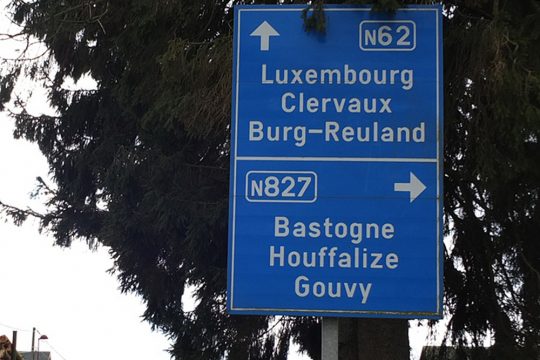 N62
Luxembourg
Clervaux
Burg-Reuland
N827
Bastogne
Houffalize
Gouvy